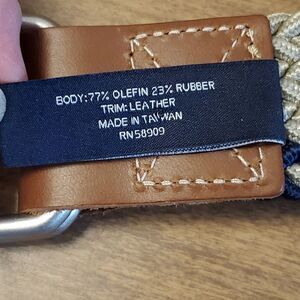 BODY:77% OLEFIN 23% RUBBER
TRIM:LEATHER
MADE IN TAIWAN
RN58909